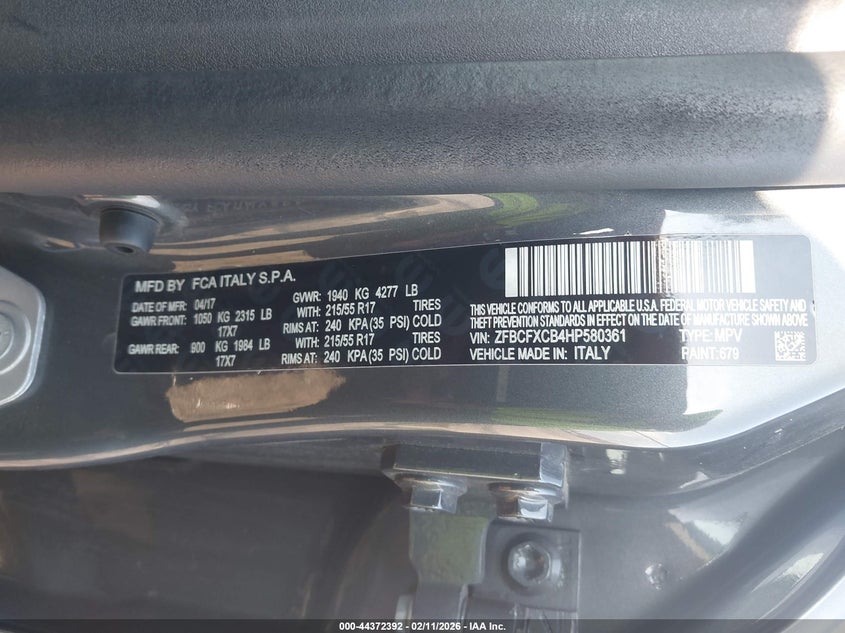 MFD BY FCA ITALY S.P.A.
DATE OF MFR: 04/17 GVWR: 1940 KG 4277 LB
GAWR FRONT: 1050 KG 2315 LB WITH: 215/55 R17 TIRES
17X7 RIMS AT: 240 KPA (35 PSI) COLD
GAWR REAR: 900 KG 1984 LB WITH: 215/55 R17 TIRES
17X7 RIMS AT: 240 KPA (35 PSI) COLD
THIS VEHICLE CONFORMS TO ALL APPLICABLE U.S.A. FEDERAL MOTOR VEHICLE SAFETY AND
THEFT PREVENTION STANDARDS IN EFFECT ON THE DATE OF MANUFACTURE SHOWN ABOVE.
VIN: ZFBCFXCB4HP580361 TYPE: MPV
VEHICLE MADE IN: ITALY PAINT: 679
000-44372392 - 02/11/2026 - IAA Inc.